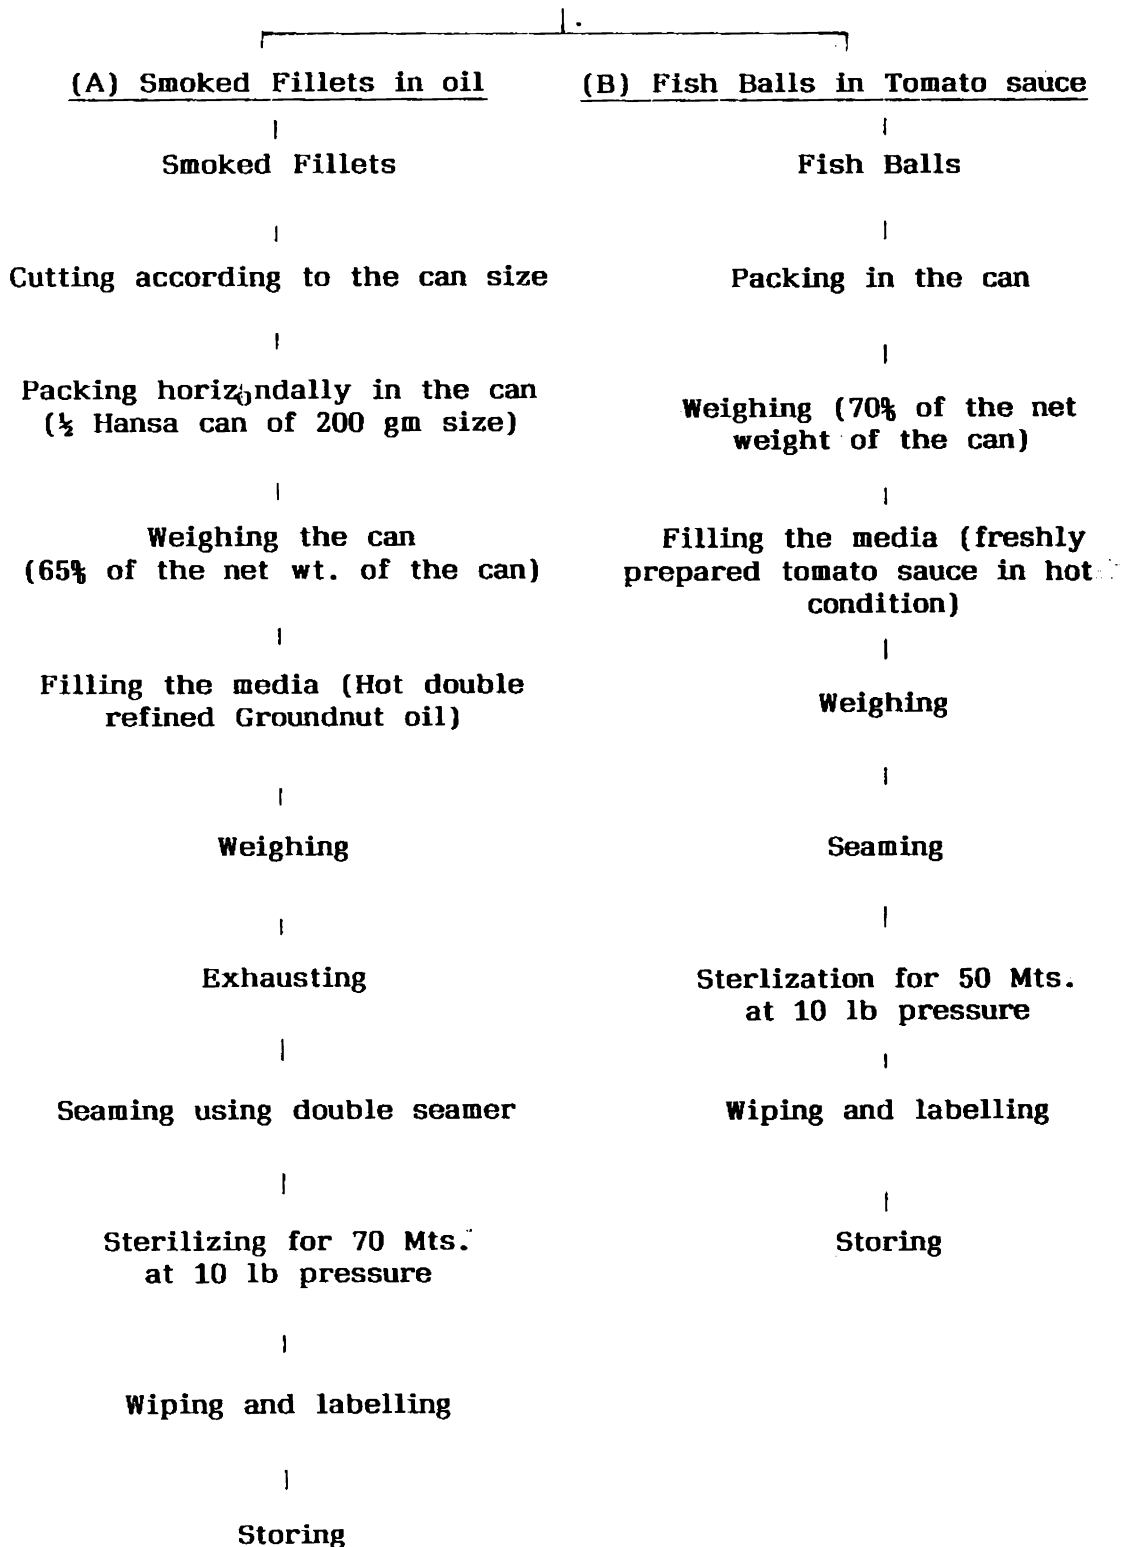 (A) Smoked Fillets in oil
Smoked Fillets
Cutting according to the can size
Packing horizondally in the can
(½ Hansa can of 200 gm size)
Weighing the can
(65% of the net wt. of the can)
Filling the media (Hot double
refined Groundnut oil)
Weighing
Exhausting
Seaming using double seamer
Sterilizing for 70 Mts.
at 10 lb pressure
Wiping and labelling
Storing
(B) Fish Balls in Tomato sauce
Fish Balls
Packing in the can
Weighing (70% of the net
weight of the can)
Filling the media (freshly
prepared tomato sauce in hot
condition)
Weighing
Seaming
Sterlization for 50 Mts.
at 10 lb pressure
Wiping and labelling
Storing